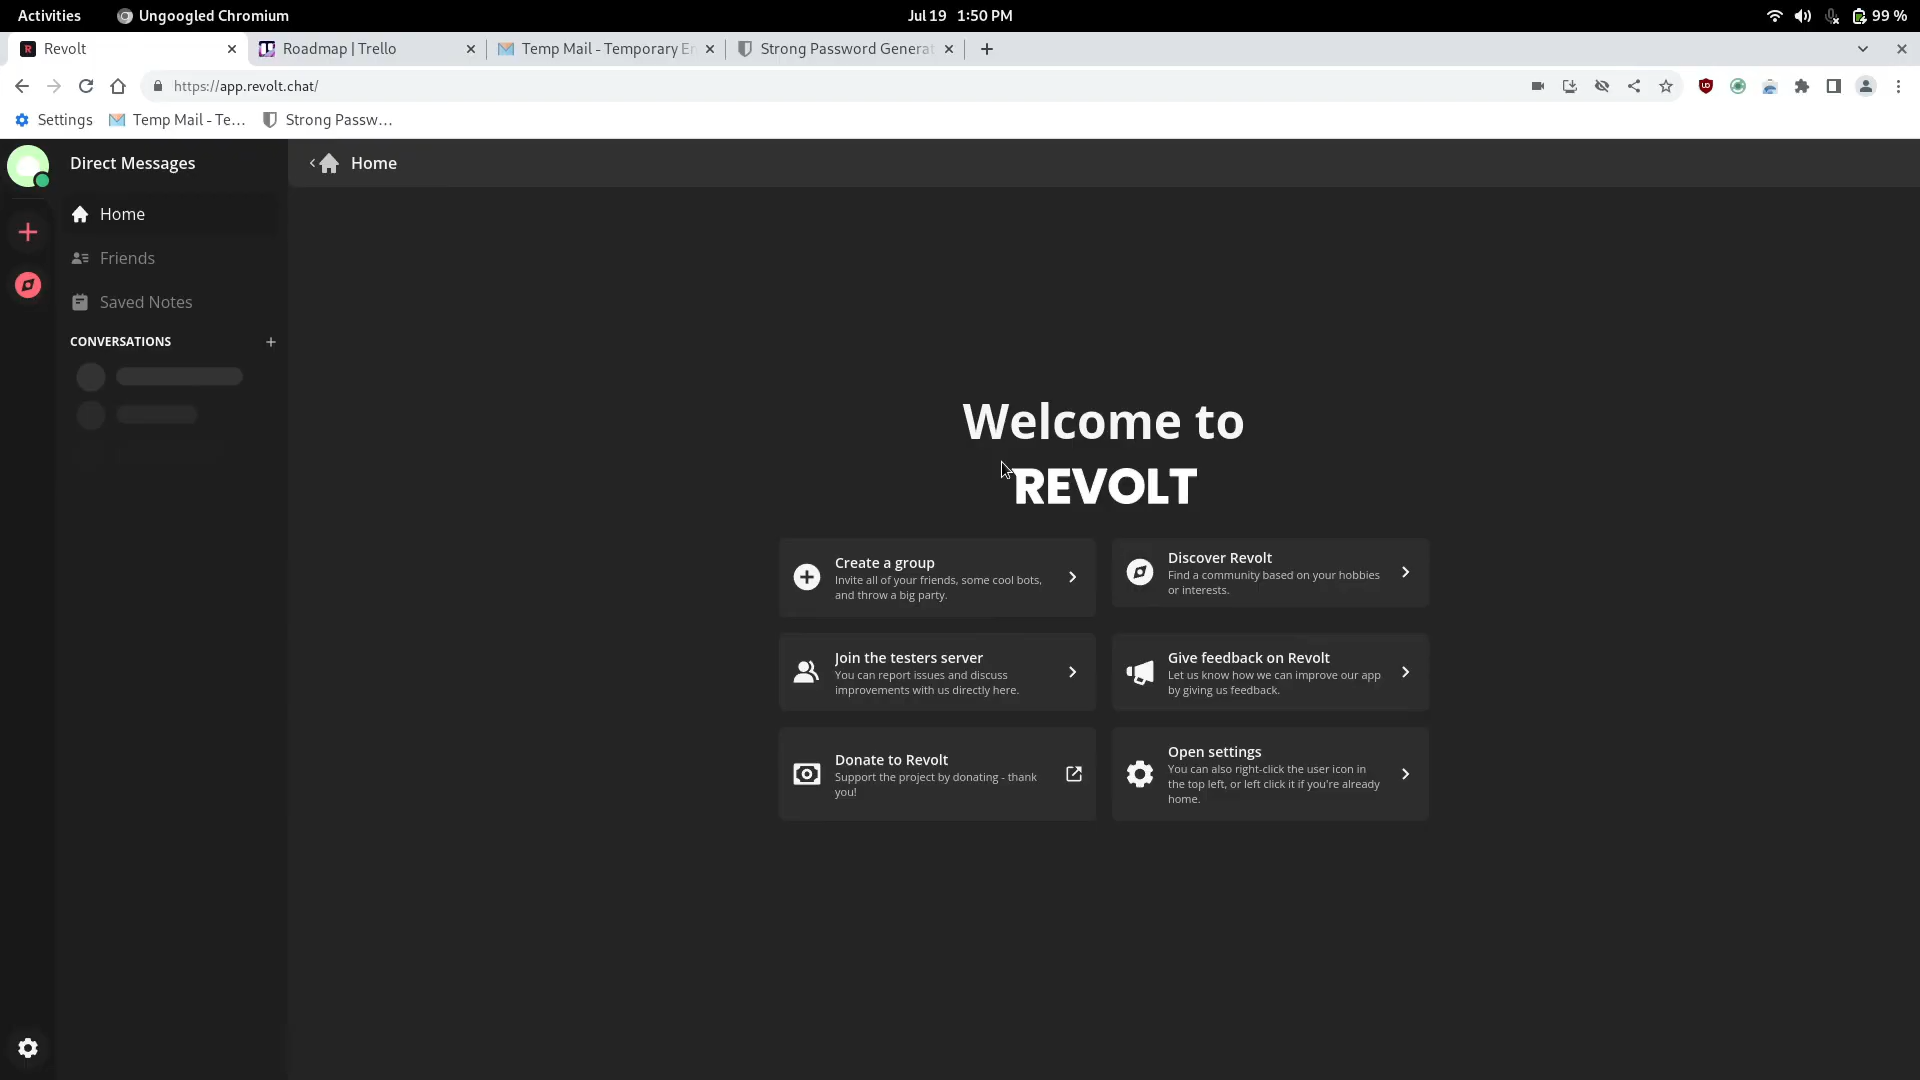 Activities
Ungoogled Chromium
Jul 19 1:50 PM
99 %
Revolt
Roadmap | Trello
Temp Mail - Temporary En
Strong Password Generat
https://app.revolt.chat/
Settings
Temp Mail - Te...
Strong Passw...
Direct Messages
Home
Friends
Saved Notes
CONVERSATIONS
Home
Welcome to
REVOLT
Create a group
Invite all of your friends, some cool bots,
and throw a big party.
Discover Revolt
Find a community based on your hobbies
or interests.
Join the testers server
You can report issues and discuss
improvements with us directly here.
Give feedback on Revolt
Let us know how we can improve our app
by giving us feedback.
Donate to Revolt
Support the project by donating - thank
you!
Open settings
You can also right-click the user icon in
the top left, or left click it if you're already
home.